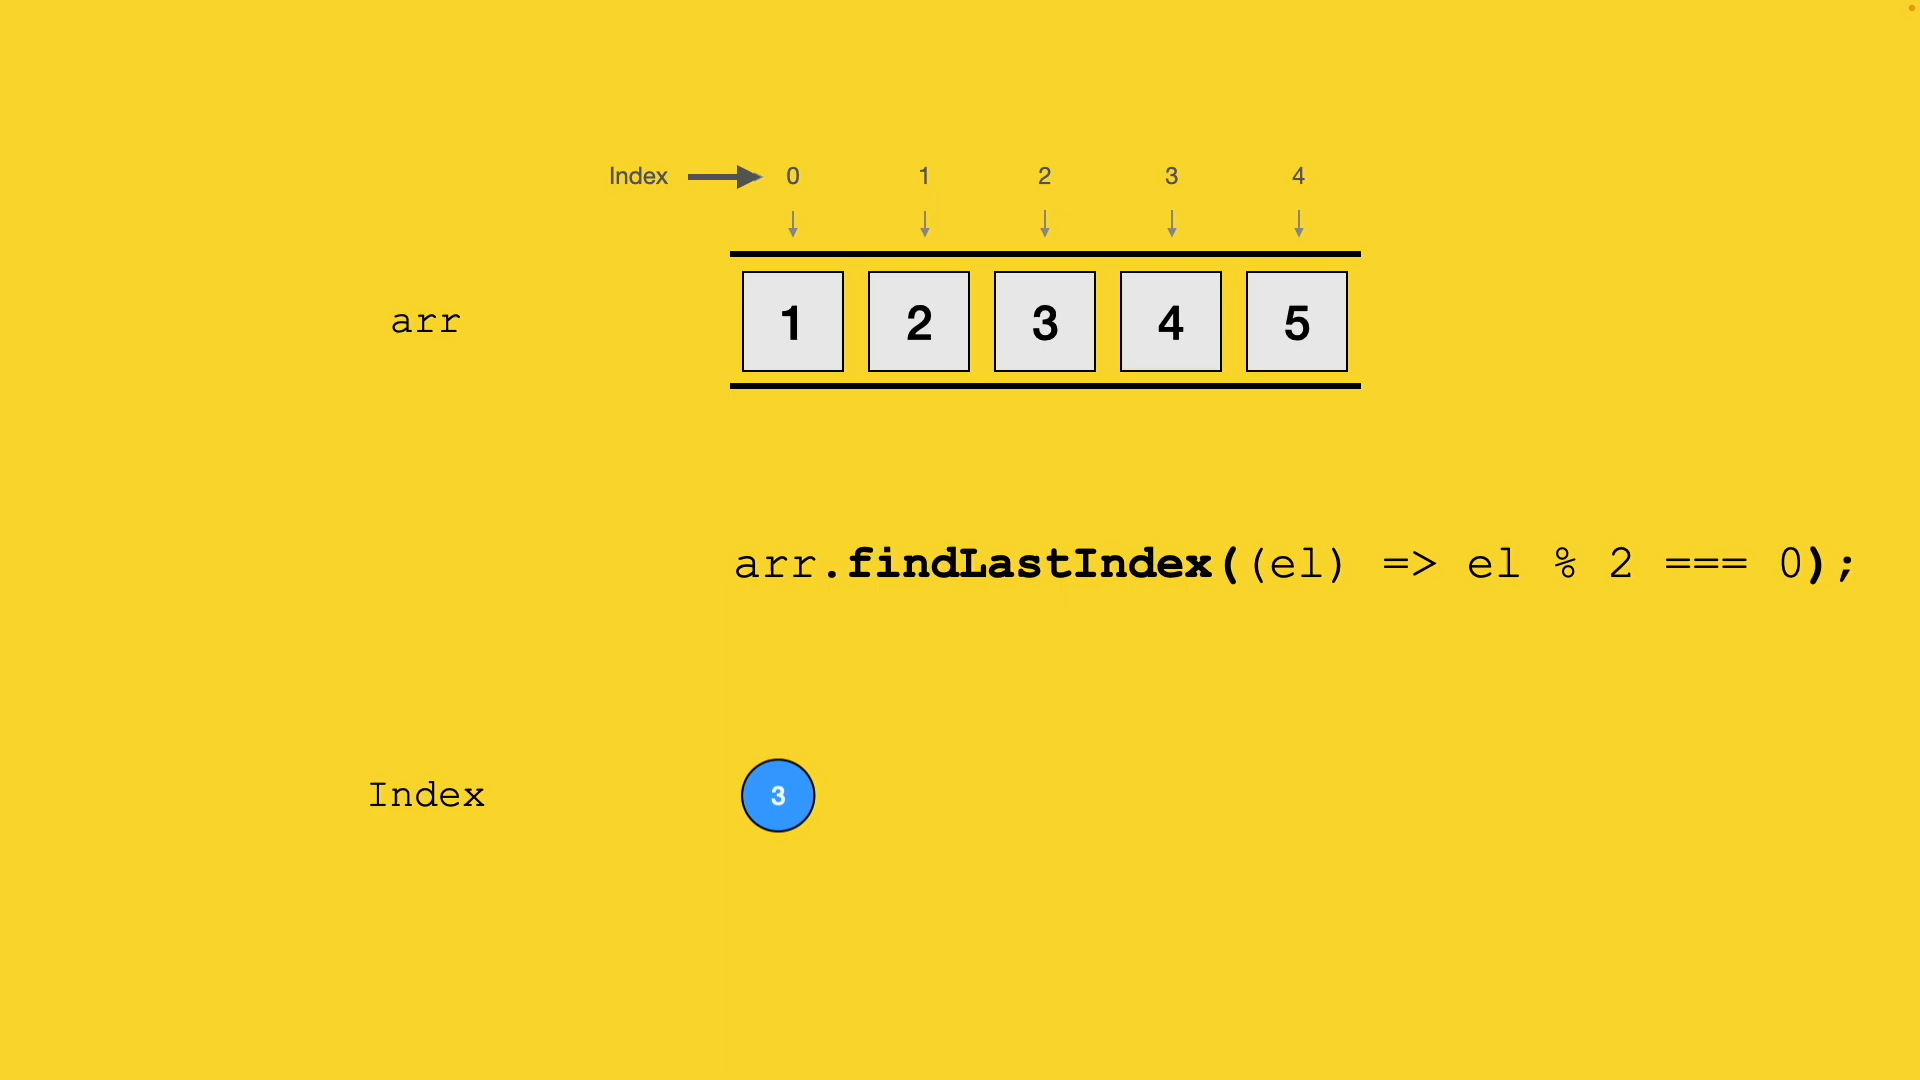 Index 0 1 2 3 4
arr 1 2 3 4 5
arr.findLastIndex((el) => el % 2 === 0);
Index 3